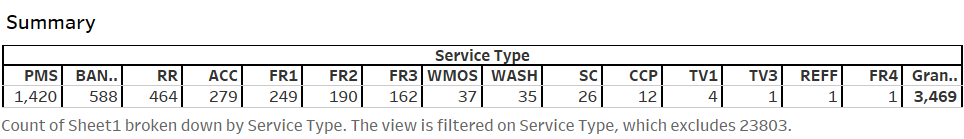 Summary
Service Type
PMS BAN.. RR ACC FR1 FR2 FR3 WMOS WASH SC CCP TV1 TV3 REFF FR4 Gran..
1,420 588 464 279 249 190 162 37 35 26 12 4 1 1 1 3,469
Count of Sheet1 broken down by Service Type. The view is filtered on Service Type, which excludes 23803.